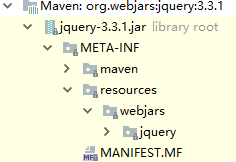 Maven: org.webjars:jquery:3.3.1
jquery-3.3.1.jar library root
META-INF
maven
resources
webjars
jquery
MANIFEST.MF